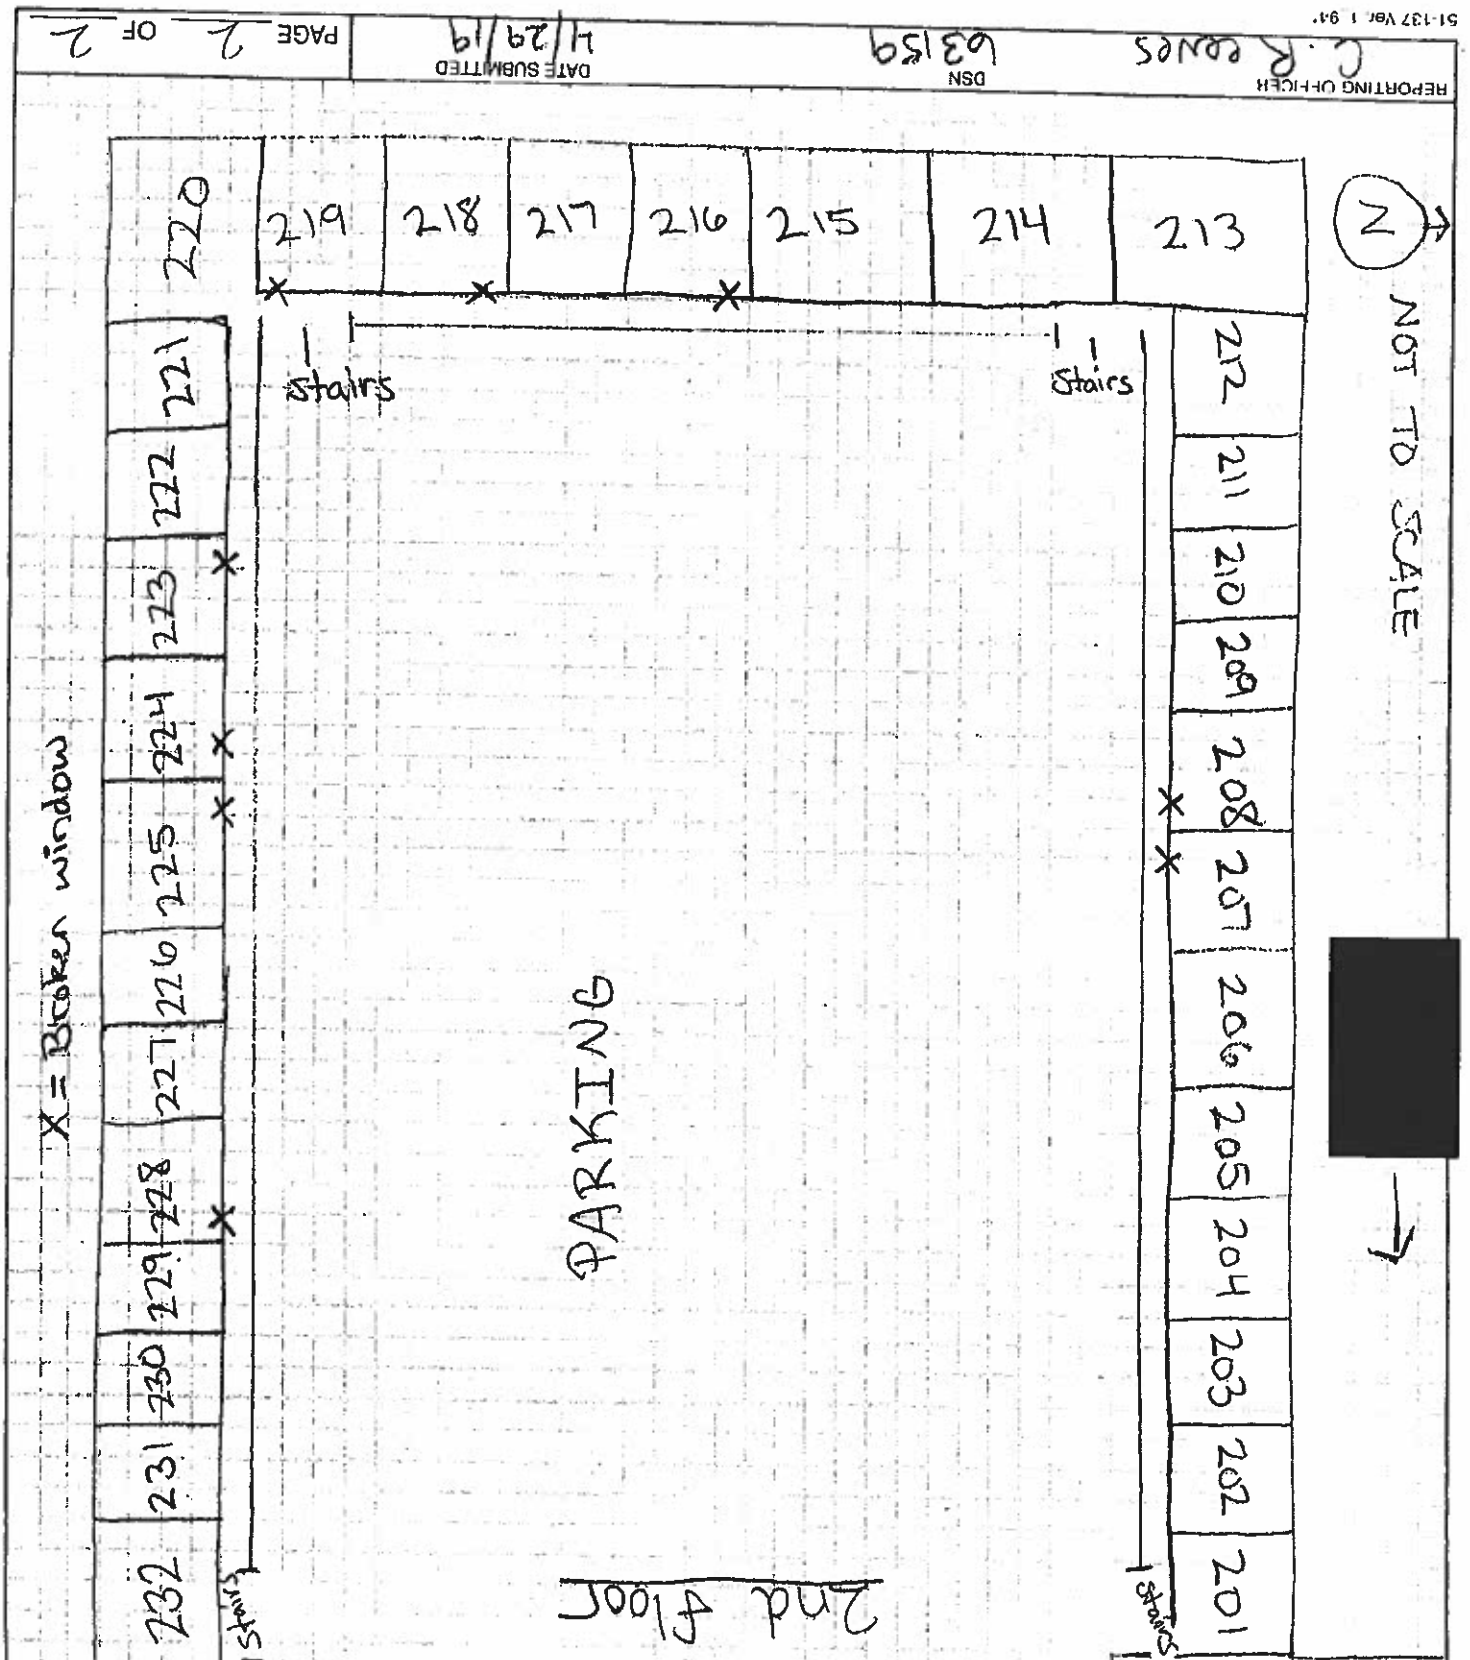 51-137 Ver. 1 94
REPORTING OFFICER
C. Reeves
DSN
63159
DATE SUBMITTED
4/29/19
PAGE 2 OF 2
N
NOT TO SCALE
220
219
218
217
216
215
214
213
Stairs
Stairs
221
222
223
224
225
226
227
228
229
230
231
232
212
211
210
209
208
207
206
205
204
203
202
201
X = Broken window
PARKING
Stairs
Stairs
2nd floor